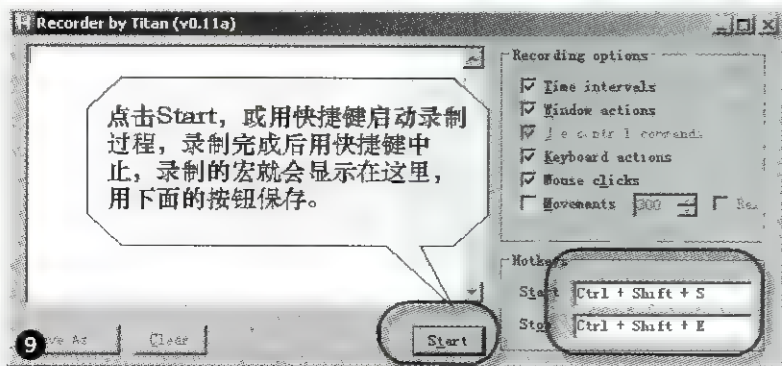 Recorder by Titan (v0.11a)
点击Start，或用快捷键启动录制
过程，录制完成后用快捷键中
止，录制的宏就会显示在这里，
用下面的按钮保存。
Recording options
Time intervals
Window actions
commands
Keyboard actions
Mouse clicks
Movements 300
Hotkeys
Start Ctrl + Shift + S
Stop Ctrl + Shift + E
9 As Clear Start